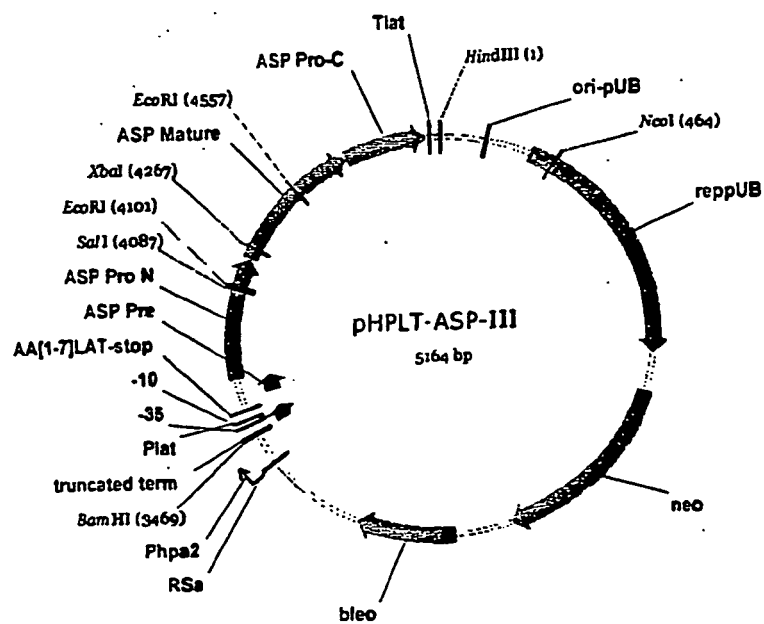 Tlat
HindIII (1)
ASP Pro-C
ori-pUB
EcoRI (4557)
NcoI (464)
ASP Mature
XbaI (4267)
reppUB
EcoRI (4101)
SalI (4087)
ASP Pro N
ASP Pre
pHPLT-ASP-III
AA[1-7]LAT-stop
5164 bp
-10
-35
Plat
truncated term
BamHI (3469)
neo
Phpa2
RSa
bleo